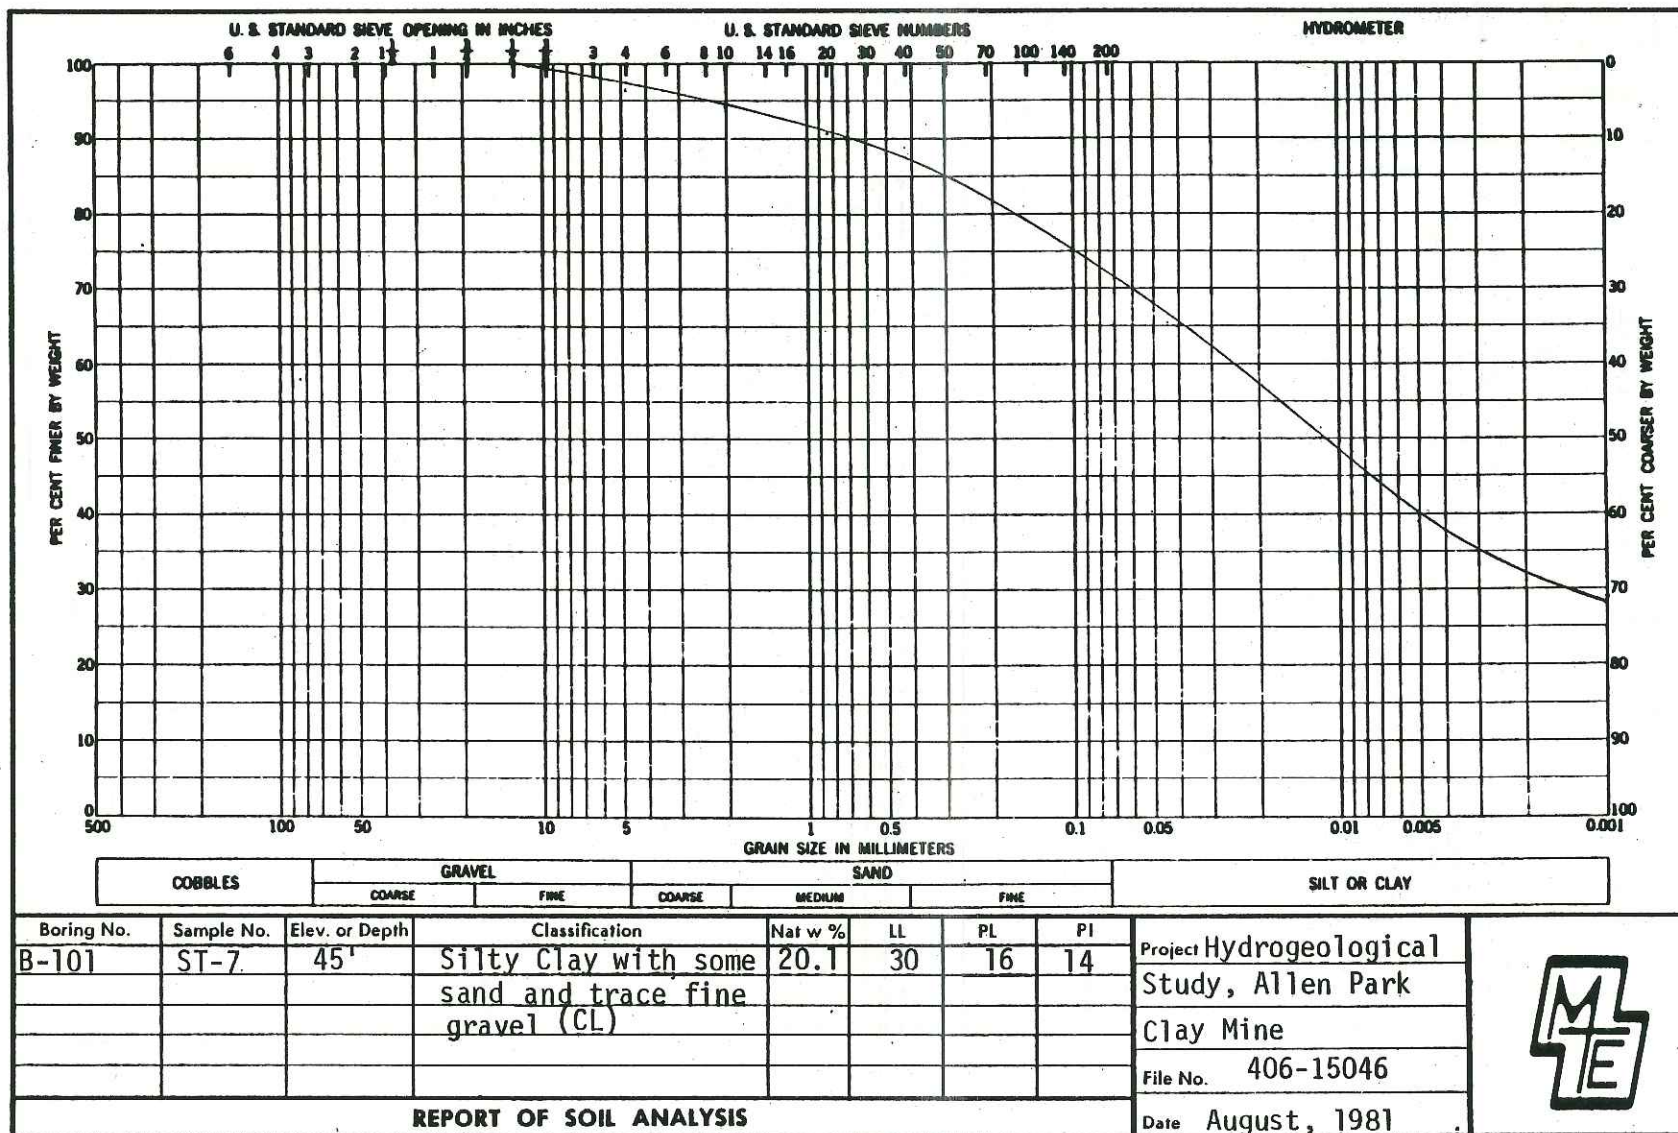 U. S. STANDARD SIEVE OPENING IN INCHES U. S. STANDARD SIEVE NUMBERS HYDROMETER
6 4 3 2 1½ 1 3 4 6 8 10 14 16 20 30 40 50 70 100 140 200
100 0
90 10
80 20
70 30
60 40
50 50
40 60
30 70
20 80
10 90
0 100
PER CENT FINER BY WEIGHT
PER CENT COARSER BY WEIGHT
500 100 50 10 5 1 0.5 0.1 0.05 0.01 0.005 0.001
GRAIN SIZE IN MILLIMETERS
COBBLES GRAVEL SAND SILT OR CLAY
COARSE FINE COARSE MEDIUM FINE
Boring No. Sample No. Elev. or Depth Classification Nat w % LL PL PI
B-101 ST-7 45' Silty Clay with some 20.1 30 16 14
sand and trace fine
gravel (CL)
Project Hydrogeological
Study, Allen Park
Clay Mine
File No. 406-15046
Date August, 1981
REPORT OF SOIL ANALYSIS
MTE